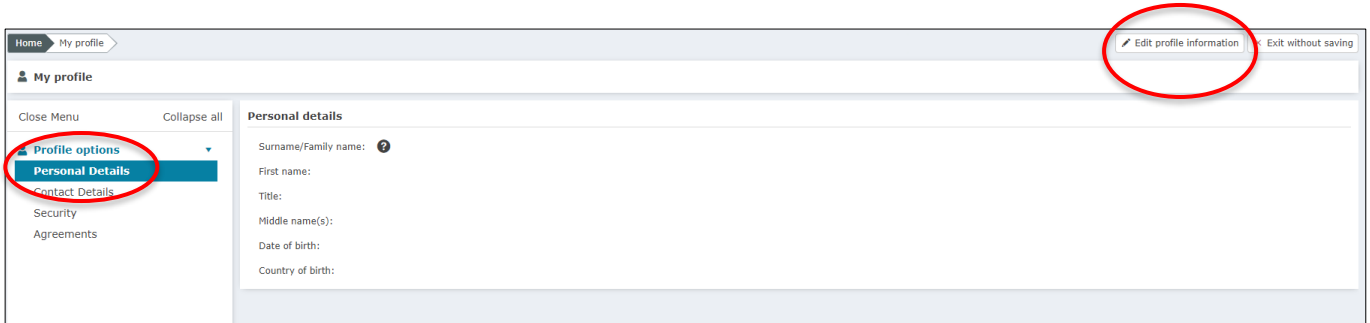 Home My profile Edit profile information × Exit without saving
My profile
Close Menu Collapse all
Profile options
Personal Details
Contact Details
Security
Agreements
Personal details
Surname/Family name: ?
First name:
Title:
Middle name(s):
Date of birth:
Country of birth: